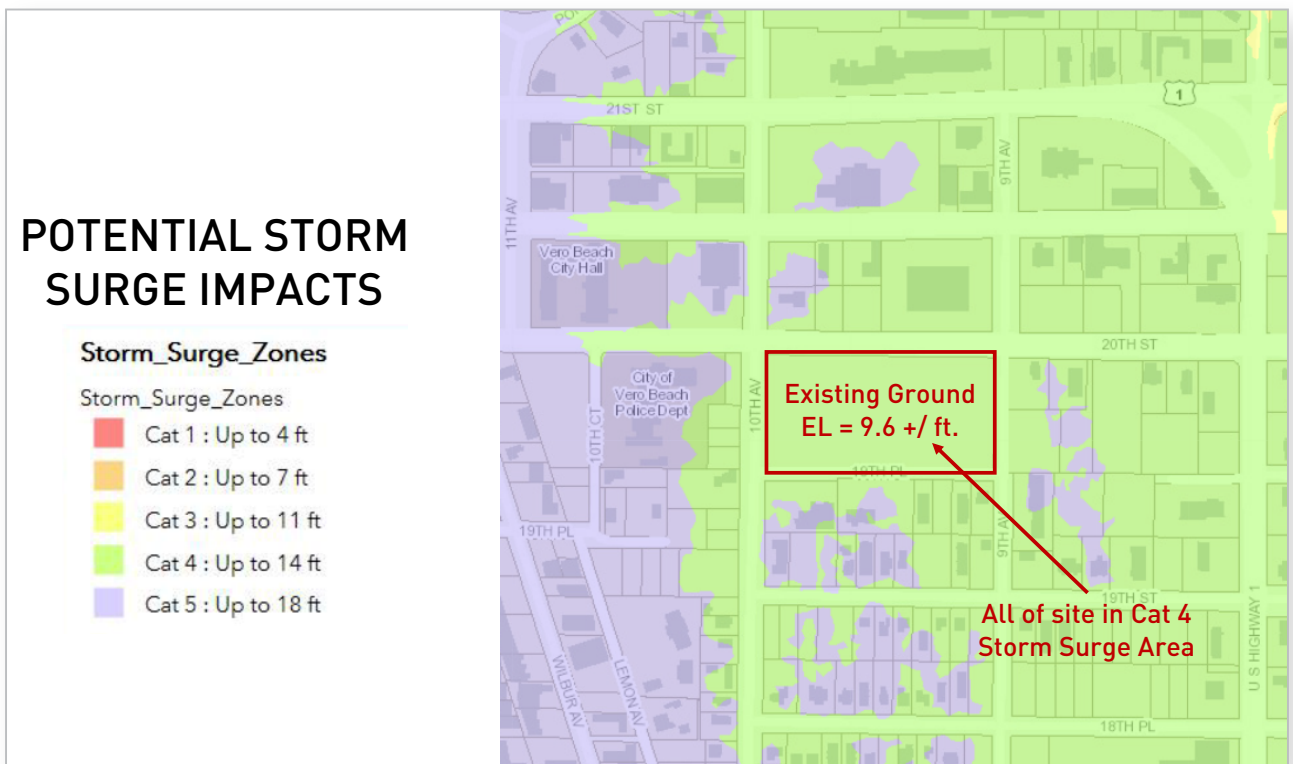 POTENTIAL STORM
SURGE IMPACTS
Storm_Surge_Zones
Storm_Surge_Zones
Cat 1 : Up to 4 ft
Cat 2 : Up to 7 ft
Cat 3 : Up to 11 ft
Cat 4 : Up to 14 ft
Cat 5 : Up to 18 ft
21ST ST
1
9TH AV
11TH AV
Vero Beach
City Hall
20TH ST
City of
Vero Beach
Police Dept
10TH AV
10TH CT
Existing Ground
EL = 9.6 +/ ft.
19TH PL
19TH PL
9TH AV
19TH ST
All of site in Cat 4
Storm Surge Area
WILBUR AV
LEMON AV
U S HIGHWAY 1
18TH PL